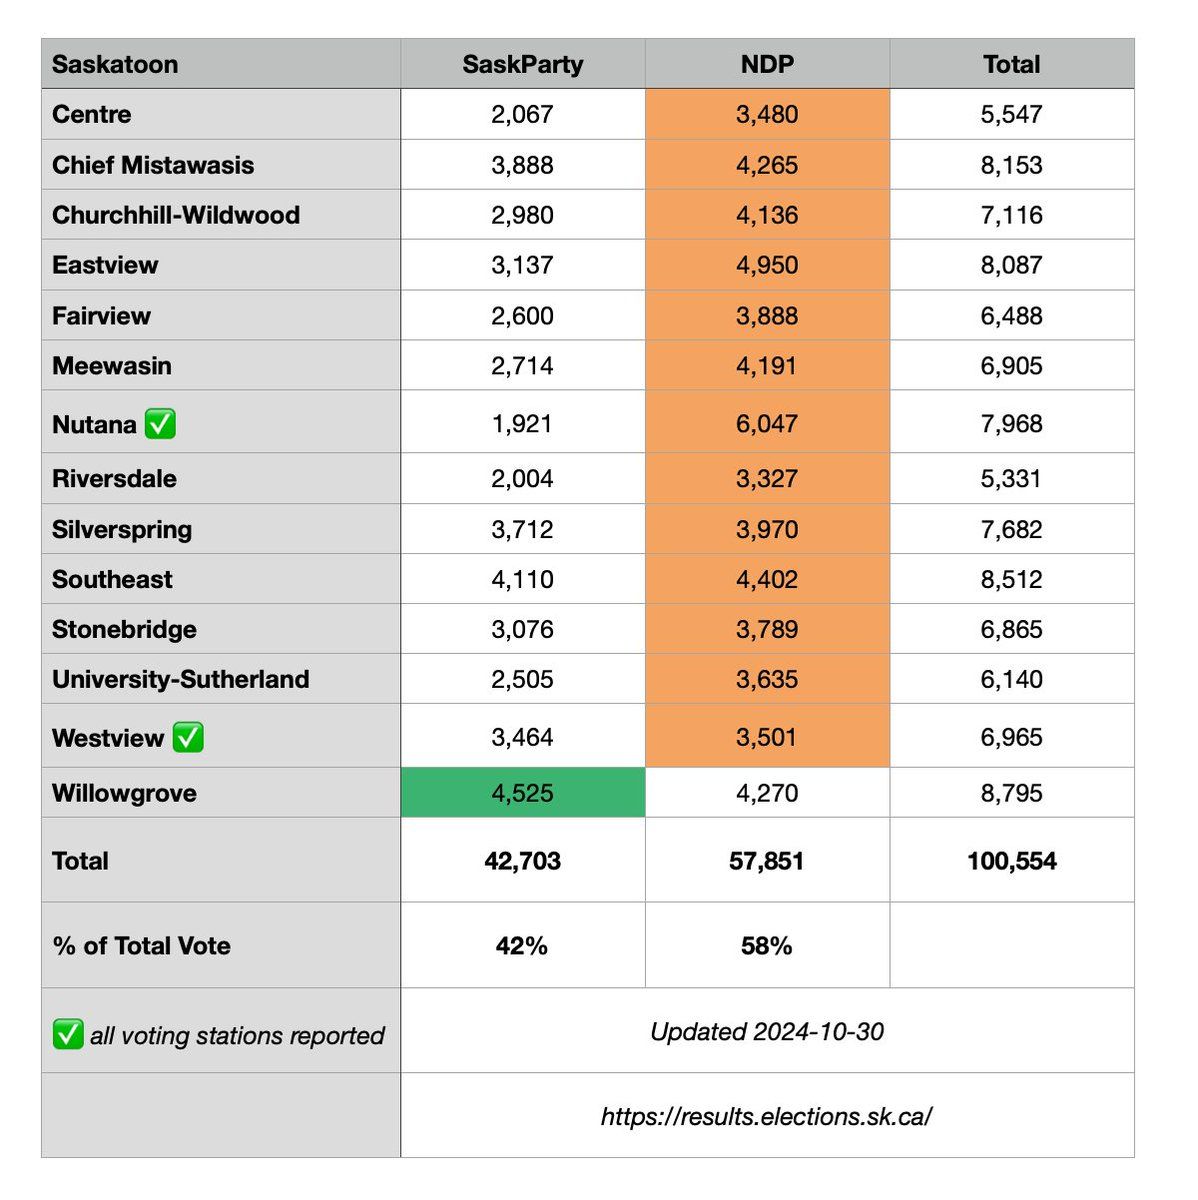 Saskatoon SaskParty NDP Total
Centre 2,067 3,480 5,547
Chief Mistawasis 3,888 4,265 8,153
Churchhill-Wildwood 2,980 4,136 7,116
Eastview 3,137 4,950 8,087
Fairview 2,600 3,888 6,488
Meewasin 2,714 4,191 6,905
Nutana ✅ 1,921 6,047 7,968
Riversdale 2,004 3,327 5,331
Silverspring 3,712 3,970 7,682
Southeast 4,110 4,402 8,512
Stonebridge 3,076 3,789 6,865
University-Sutherland 2,505 3,635 6,140
Westview ✅ 3,464 3,501 6,965
Willowgrove 4,525 4,270 8,795
Total 42,703 57,851 100,554
% of Total Vote 42% 58%
✅ all voting stations reported Updated 2024-10-30
https://results.elections.sk.ca/